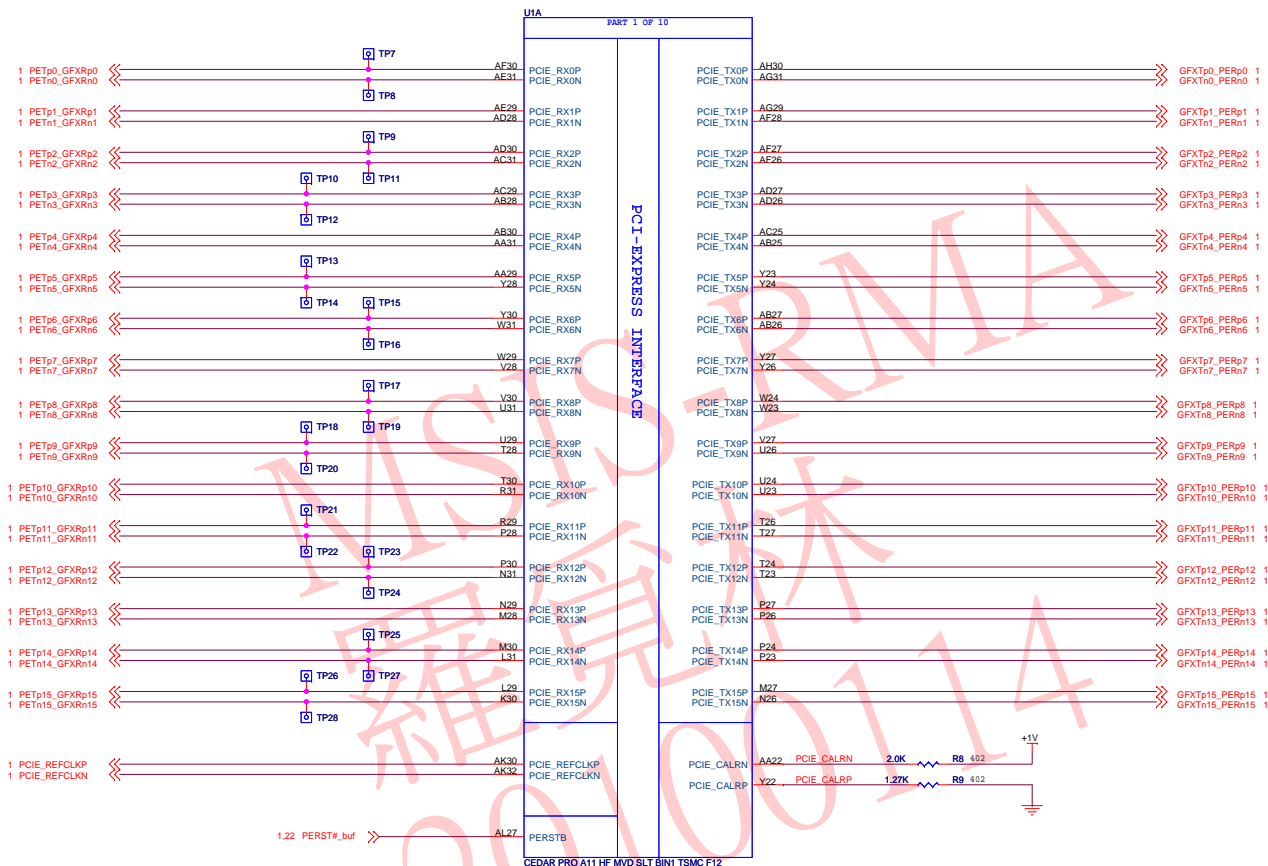 U1A
PART 1 OF 10
TP7
1 PETp0_GFXRp0 AF30 PCIE_RX0P PCIE_TX0P AH30 GFXTp0_PERp0 1
1 PETn0_GFXRn0 AE31 PCIE_RX0N PCIE_TX0N AG31 GFXTn0_PERn0 1
TP8
1 PETp1_GFXRp1 AE29 PCIE_RX1P PCIE_TX1P AG29 GFXTp1_PERp1 1
1 PETn1_GFXRn1 AD28 PCIE_RX1N PCIE_TX1N AF28 GFXTn1_PERn1 1
TP9
1 PETp2_GFXRp2 AD30 PCIE_RX2P PCIE_TX2P AF27 GFXTp2_PERp2 1
1 PETn2_GFXRn2 AC31 PCIE_RX2N PCIE_TX2N AF26 GFXTn2_PERn2 1
TP10 TP11
1 PETp3_GFXRp3 AC29 PCIE_RX3P PCIE_TX3P AD27 GFXTp3_PERp3 1
1 PETn3_GFXRn3 AB28 PCIE_RX3N PCIE_TX3N AD26 GFXTn3_PERn3 1
TP12
1 PETp4_GFXRp4 AB30 PCIE_RX4P PCIE_TX4P AC25 GFXTp4_PERp4 1
1 PETn4_GFXRn4 AA31 PCIE_RX4N PCIE_TX4N AB25 GFXTn4_PERn4 1
TP13
1 PETp5_GFXRp5 AA29 PCIE_RX5P PCIE_TX5P Y23 GFXTp5_PERp5 1
1 PETn5_GFXRn5 Y28 PCIE_RX5N PCIE_TX5N Y24 GFXTn5_PERn5 1
TP14 TP15
1 PETp6_GFXRp6 Y30 PCIE_RX6P PCIE_TX6P AB27 GFXTp6_PERp6 1
1 PETn6_GFXRn6 W31 PCIE_RX6N PCIE_TX6N AB26 GFXTn6_PERn6 1
TP16
1 PETp7_GFXRp7 W29 PCIE_RX7P PCIE_TX7P Y27 GFXTp7_PERp7 1
1 PETn7_GFXRn7 V28 PCIE_RX7N PCIE_TX7N Y26 GFXTn7_PERn7 1
TP17
1 PETp8_GFXRp8 V30 PCIE_RX8P PCIE_TX8P W24 GFXTp8_PERp8 1
1 PETn8_GFXRn8 U31 PCIE_RX8N PCIE_TX8N W23 GFXTn8_PERn8 1
TP18 TP19
1 PETp9_GFXRp9 U29 PCIE_RX9P PCIE_TX9P V27 GFXTp9_PERp9 1
1 PETn9_GFXRn9 T28 PCIE_RX9N PCIE_TX9N U26 GFXTn9_PERn9 1
TP20
1 PETp10_GFXRp10 T30 PCIE_RX10P PCIE_TX10P U24 GFXTp10_PERp10 1
1 PETn10_GFXRn10 R31 PCIE_RX10N PCIE_TX10N U23 GFXTn10_PERn10 1
TP21
1 PETp11_GFXRp11 R29 PCIE_RX11P PCIE_TX11P T26 GFXTp11_PERp11 1
1 PETn11_GFXRn11 P28 PCIE_RX11N PCIE_TX11N T27 GFXTn11_PERn11 1
TP22 TP23
1 PETp12_GFXRp12 P30 PCIE_RX12P PCIE_TX12P T24 GFXTp12_PERp12 1
1 PETn12_GFXRn12 N31 PCIE_RX12N PCIE_TX12N T23 GFXTn12_PERn12 1
TP24
1 PETp13_GFXRp13 N29 PCIE_RX13P PCIE_TX13P P27 GFXTp13_PERp13 1
1 PETn13_GFXRn13 M28 PCIE_RX13N PCIE_TX13N P26 GFXTn13_PERn13 1
TP25
1 PETp14_GFXRp14 M30 PCIE_RX14P PCIE_TX14P P24 GFXTp14_PERp14 1
1 PETn14_GFXRn14 L31 PCIE_RX14N PCIE_TX14N P23 GFXTn14_PERn14 1
TP26 TP27
1 PETp15_GFXRp15 L29 PCIE_RX15P PCIE_TX15P M27 GFXTp15_PERp15 1
1 PETn15_GFXRn15 K30 PCIE_RX15N PCIE_TX15N N26 GFXTn15_PERn15 1
TP28
PCI-EXPRESS INTERFACE
+1V
1 PCIE_REFCLKP AK30 PCIE_REFCLKP PCIE_CALRN AA22 PCIE_CALRN 2.0K R8 402
1 PCIE_REFCLKN AK32 PCIE_REFCLKN
PCIE_CALRP Y22 PCIE_CALRP 1.27K R9 402
1,22 PERST#_buf AL27 PERSTB
CEDAR PRO A11 HF MVD SLT BIN1 TSMC F12
MSIS-RMA
羅覓林
20100114